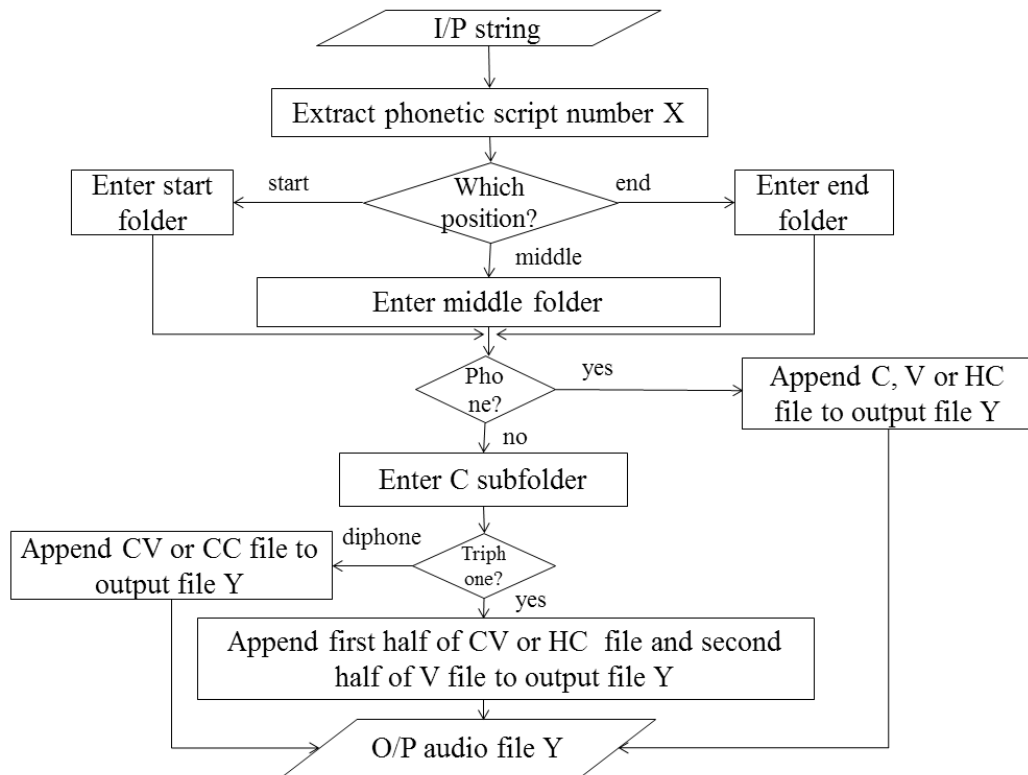 I/P string
Extract phonetic script number X
Enter start
folder
start
Which
position?
end
Enter end
folder
middle
Enter middle folder
Pho
ne?
yes
Append C, V or HC
file to output file Y
no
Enter C subfolder
diphone
Append CV or CC file to
output file Y
Triph
one?
yes
Append first half of CV or HC file and second
half of V file to output file Y
O/P audio file Y